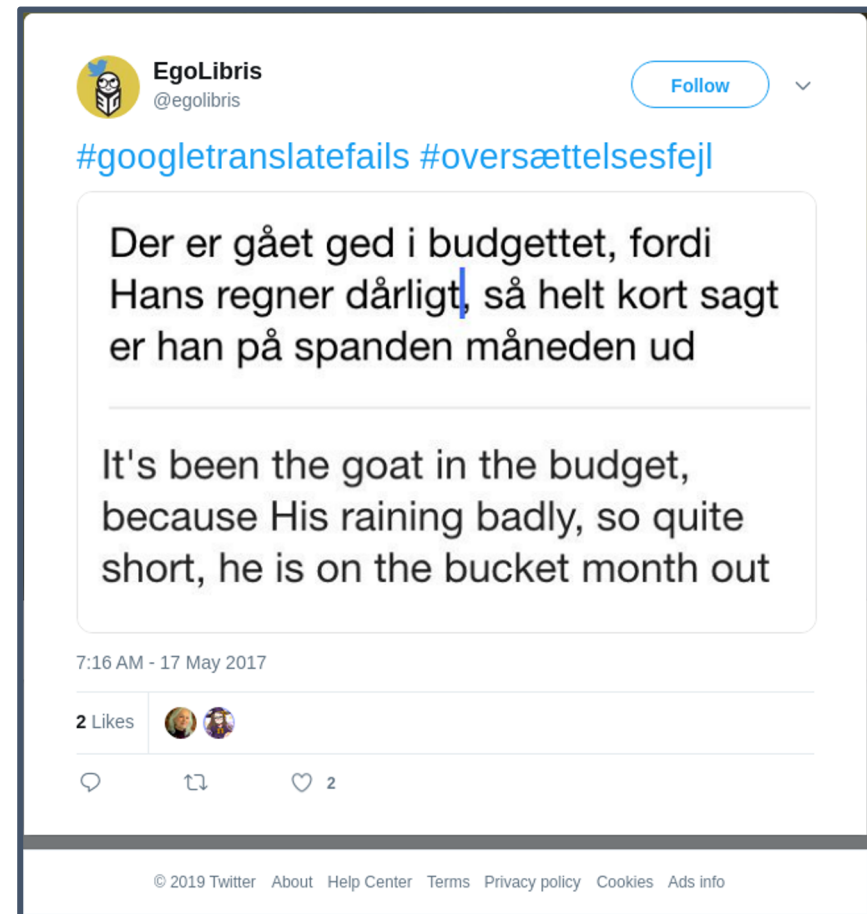 EgoLibris
@egolibris
Follow
#googletranslatefails #oversættelsesfejl
Der er gået ged i budgettet, fordi
Hans regner dårligt, så helt kort sagt
er han på spanden måneden ud
It's been the goat in the budget,
because His raining badly, so quite
short, he is on the bucket month out
7:16 AM - 17 May 2017
2 Likes
2
© 2019 Twitter About Help Center Terms Privacy policy Cookies Ads info